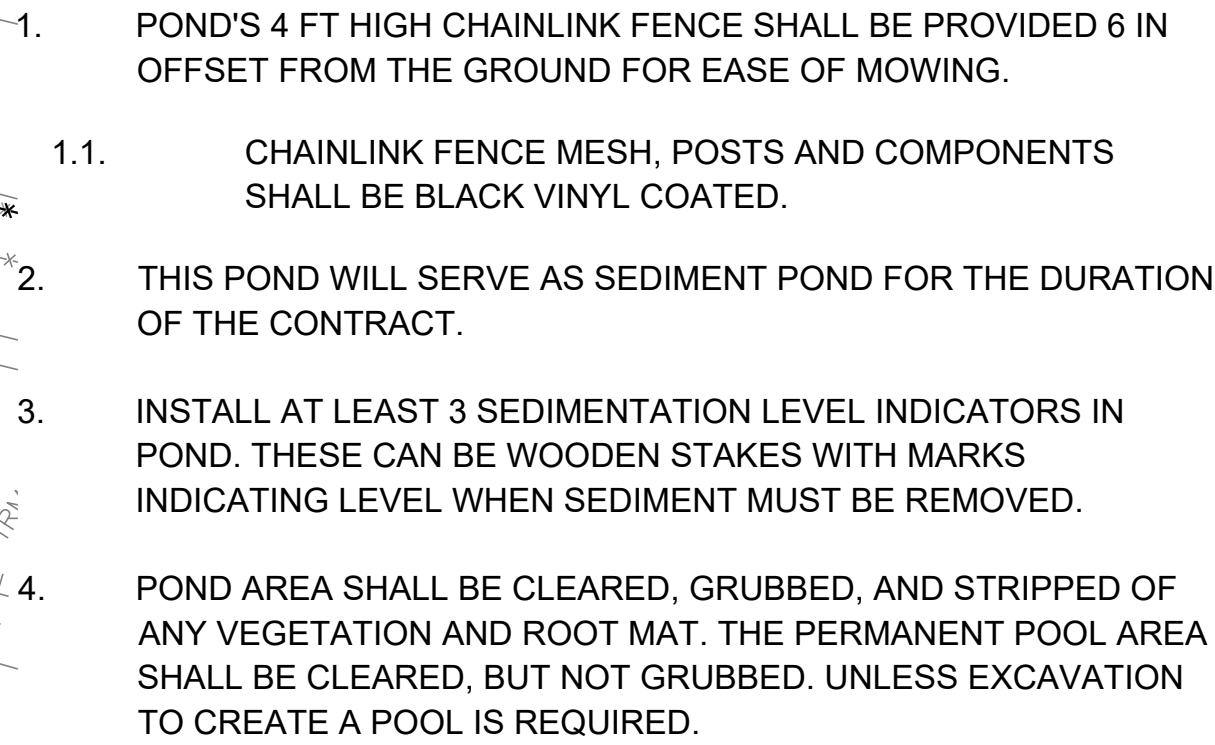 1. POND'S 4 FT HIGH CHAINLINK FENCE SHALL BE PROVIDED 6 IN
OFFSET FROM THE GROUND FOR EASE OF MOWING.
1.1. CHAINLINK FENCE MESH, POSTS AND COMPONENTS
SHALL BE BLACK VINYL COATED.
2. THIS POND WILL SERVE AS SEDIMENT POND FOR THE DURATION
OF THE CONTRACT.
3. INSTALL AT LEAST 3 SEDIMENTATION LEVEL INDICATORS IN
POND. THESE CAN BE WOODEN STAKES WITH MARKS
INDICATING LEVEL WHEN SEDIMENT MUST BE REMOVED.
4. POND AREA SHALL BE CLEARED, GRUBBED, AND STRIPPED OF
ANY VEGETATION AND ROOT MAT. THE PERMANENT POOL AREA
SHALL BE CLEARED, BUT NOT GRUBBED. UNLESS EXCAVATION
TO CREATE A POOL IS REQUIRED.